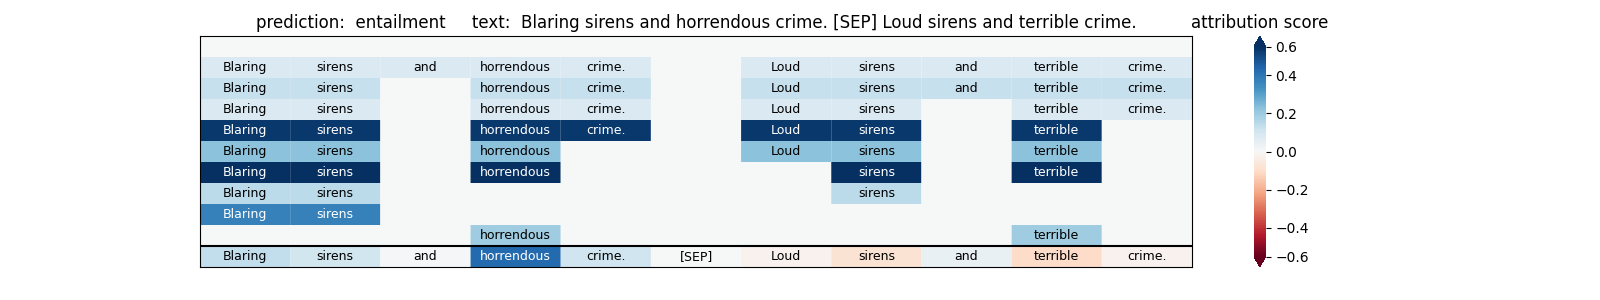 prediction: entailment text: Blaring sirens and horrendous crime. [SEP] Loud sirens and terrible crime. attribution score
Blaring sirens and horrendous crime. Loud sirens and terrible crime.
Blaring sirens horrendous crime. Loud sirens and terrible crime.
Blaring sirens horrendous crime. Loud sirens terrible crime.
Blaring sirens horrendous crime. Loud sirens terrible
Blaring sirens horrendous Loud sirens terrible
Blaring sirens horrendous sirens terrible
Blaring sirens sirens
Blaring sirens
horrendous terrible
Blaring sirens and horrendous crime. [SEP] Loud sirens and terrible crime.
0.6
0.4
0.2
0.0
−0.2
−0.4
−0.6